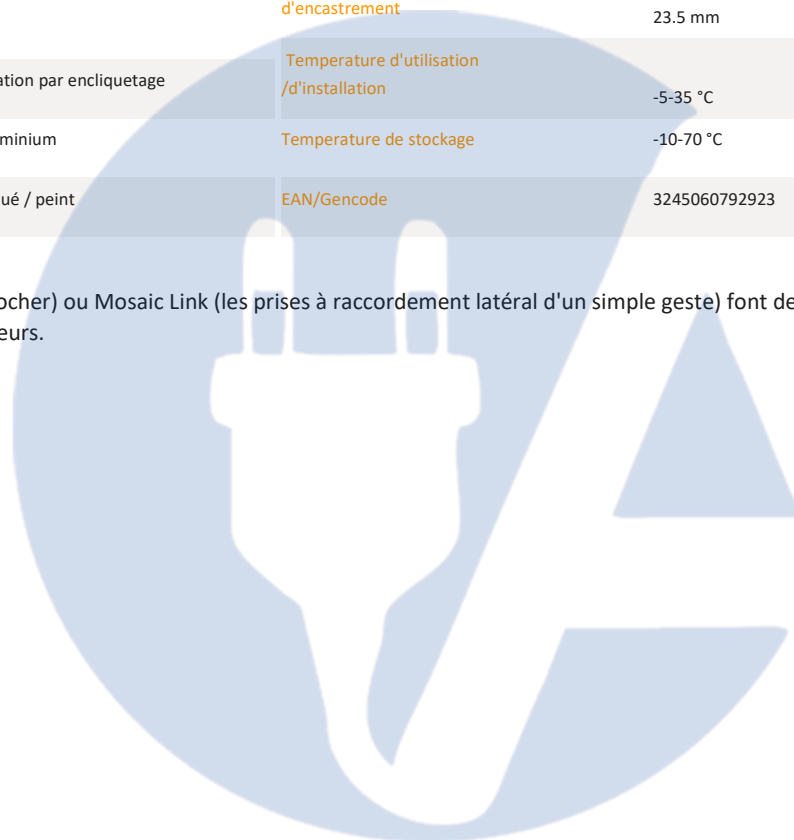 d'encastrement
23.5 mm
ation par encliquetage
Temperature d'utilisation
/d'installation
-5-35 °C
minium
Temperature de stockage
-10-70 °C
ué / peint
EAN/Gencode
3245060792923
ocher) ou Mosaic Link (les prises à raccordement latéral d'un simple geste) font de
eurs.